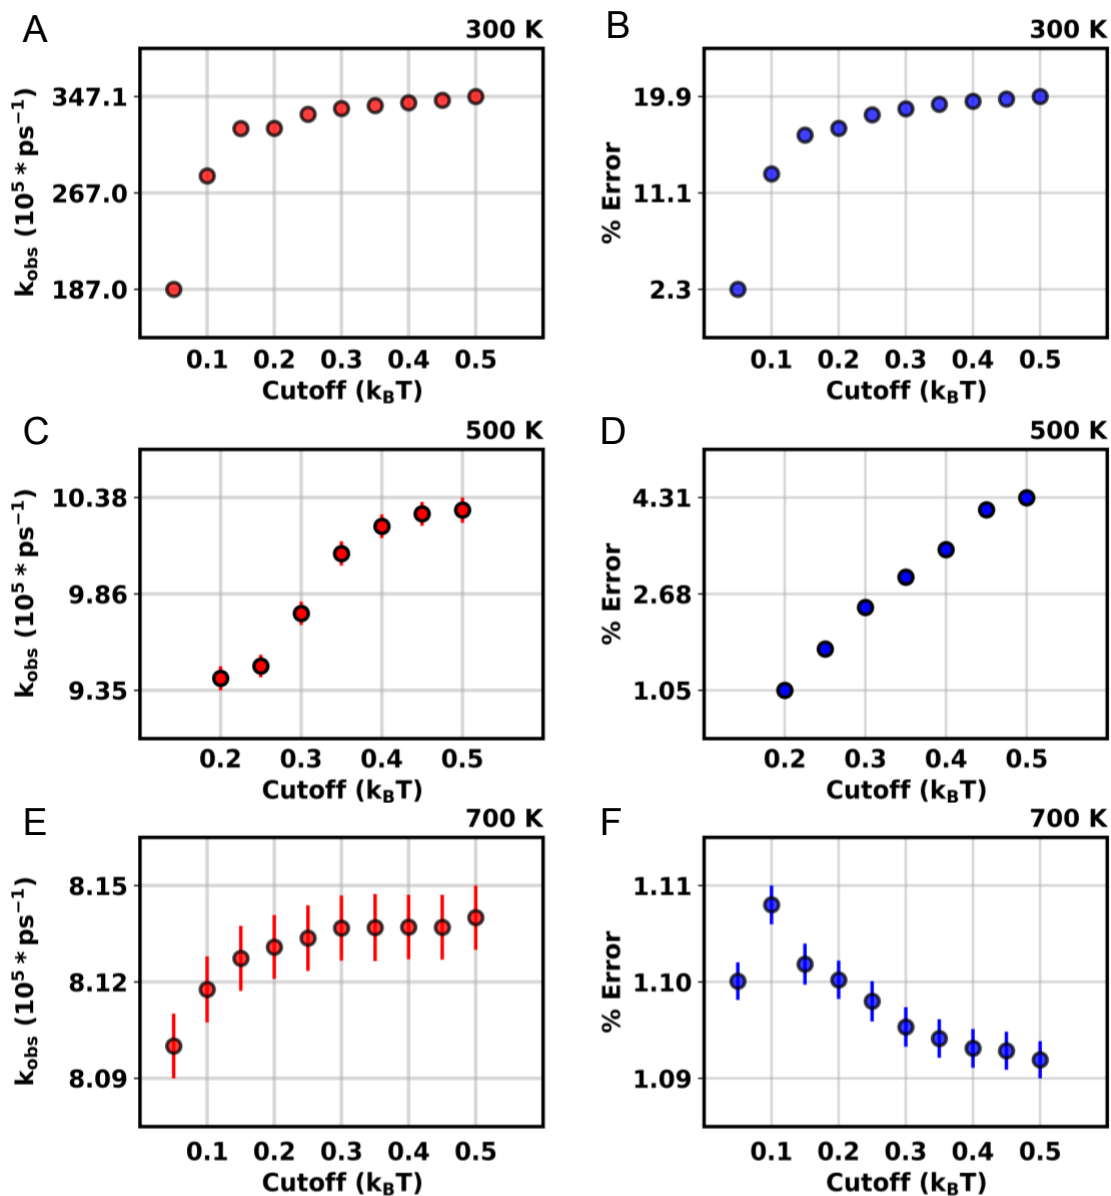 A
300 K
k_obs (10^5 * ps^−1)
347.1
267.0
187.0
0.1 0.2 0.3 0.4 0.5
Cutoff (k_BT)
B
300 K
% Error
19.9
11.1
2.3
0.1 0.2 0.3 0.4 0.5
Cutoff (k_BT)
C
500 K
k_obs (10^5 * ps^−1)
10.38
9.86
9.35
0.2 0.3 0.4 0.5
Cutoff (k_BT)
D
500 K
% Error
4.31
2.68
1.05
0.2 0.3 0.4 0.5
Cutoff (k_BT)
E
700 K
k_obs (10^5 * ps^−1)
8.15
8.12
8.09
0.1 0.2 0.3 0.4 0.5
Cutoff (k_BT)
F
700 K
% Error
1.11
1.10
1.09
0.1 0.2 0.3 0.4 0.5
Cutoff (k_BT)